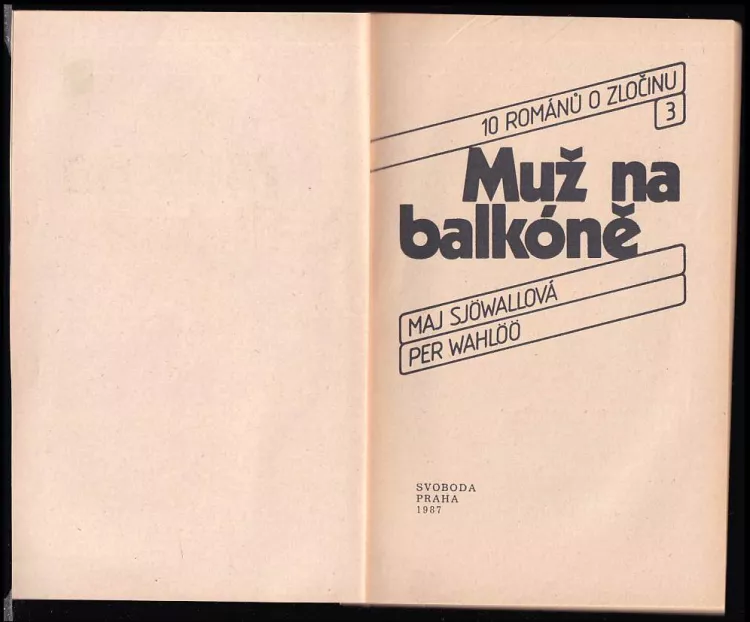 10 ROMÁNŮ O ZLOČINU
3
Muž na
balkóně
MAJ SJÖWALLOVÁ
PER WAHLÖÖ
SVOBODA
PRAHA
1987